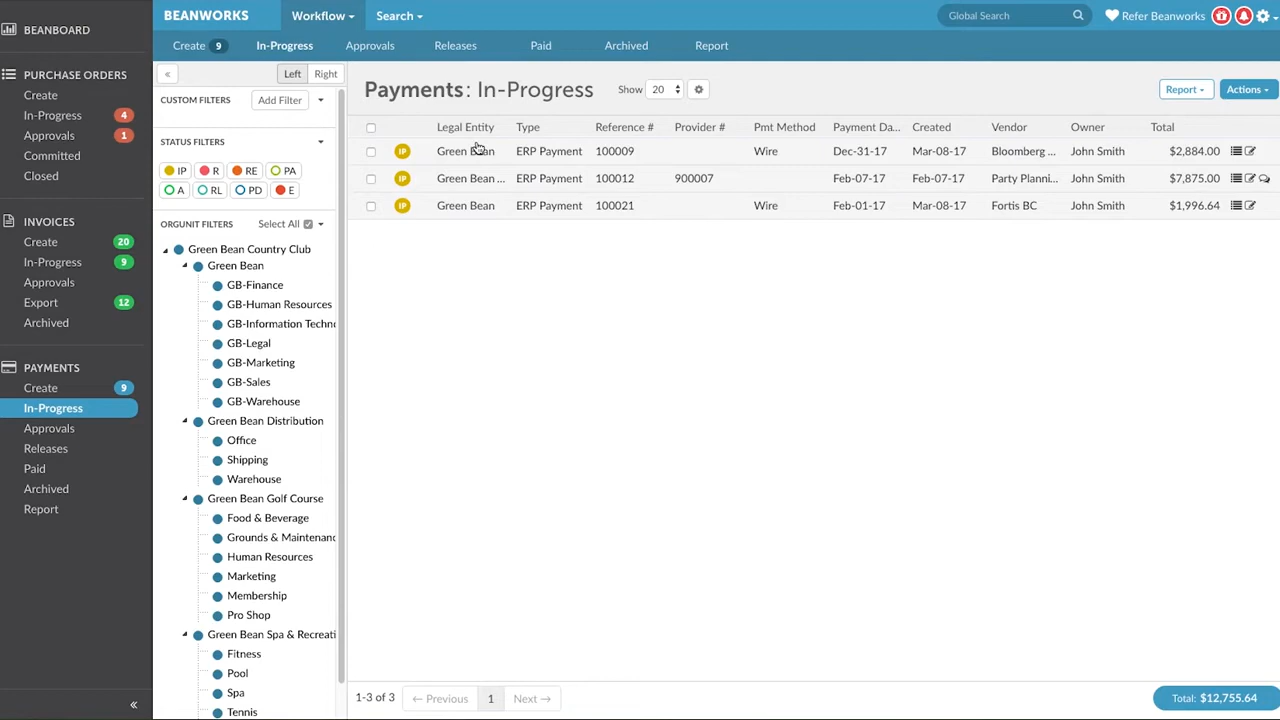 BEANBOARD
PURCHASE ORDERS
Create
In-Progress 4
Approvals 1
Committed
Closed
INVOICES
Create 20
In-Progress 9
Approvals
Export 12
Archived
PAYMENTS
Create 9
In-Progress
Approvals
Releases
Paid
Archived
Report
«
BEANWORKS Workflow Search Global Search Refer Beanworks
Create 9 In-Progress Approvals Releases Paid Archived Report
« Left Right
CUSTOM FILTERS Add Filter
STATUS FILTERS
IP R RE PA
A RL PD E
ORGUNIT FILTERS Select All
Green Bean Country Club
Green Bean
GB-Finance
GB-Human Resources
GB-Information Techno
GB-Legal
GB-Marketing
GB-Sales
GB-Warehouse
Green Bean Distribution
Office
Shipping
Warehouse
Green Bean Golf Course
Food & Beverage
Grounds & Maintenanc
Human Resources
Marketing
Membership
Pro Shop
Green Bean Spa & Recreati
Fitness
Pool
Spa
Tennis
Payments: In-Progress Show 20 Report Actions
Legal Entity Type Reference # Provider # Pmt Method Payment Da... Created Vendor Owner Total
IP Green Bean ERP Payment 100009 Wire Dec-31-17 Mar-08-17 Bloomberg ... John Smith $2,884.00
IP Green Bean ... ERP Payment 100012 900007 Feb-07-17 Feb-07-17 Party Planni... John Smith $7,875.00
IP Green Bean ERP Payment 100021 Wire Feb-01-17 Mar-08-17 Fortis BC John Smith $1,996.64
1-3 of 3 ← Previous 1 Next → Total: $12,755.64